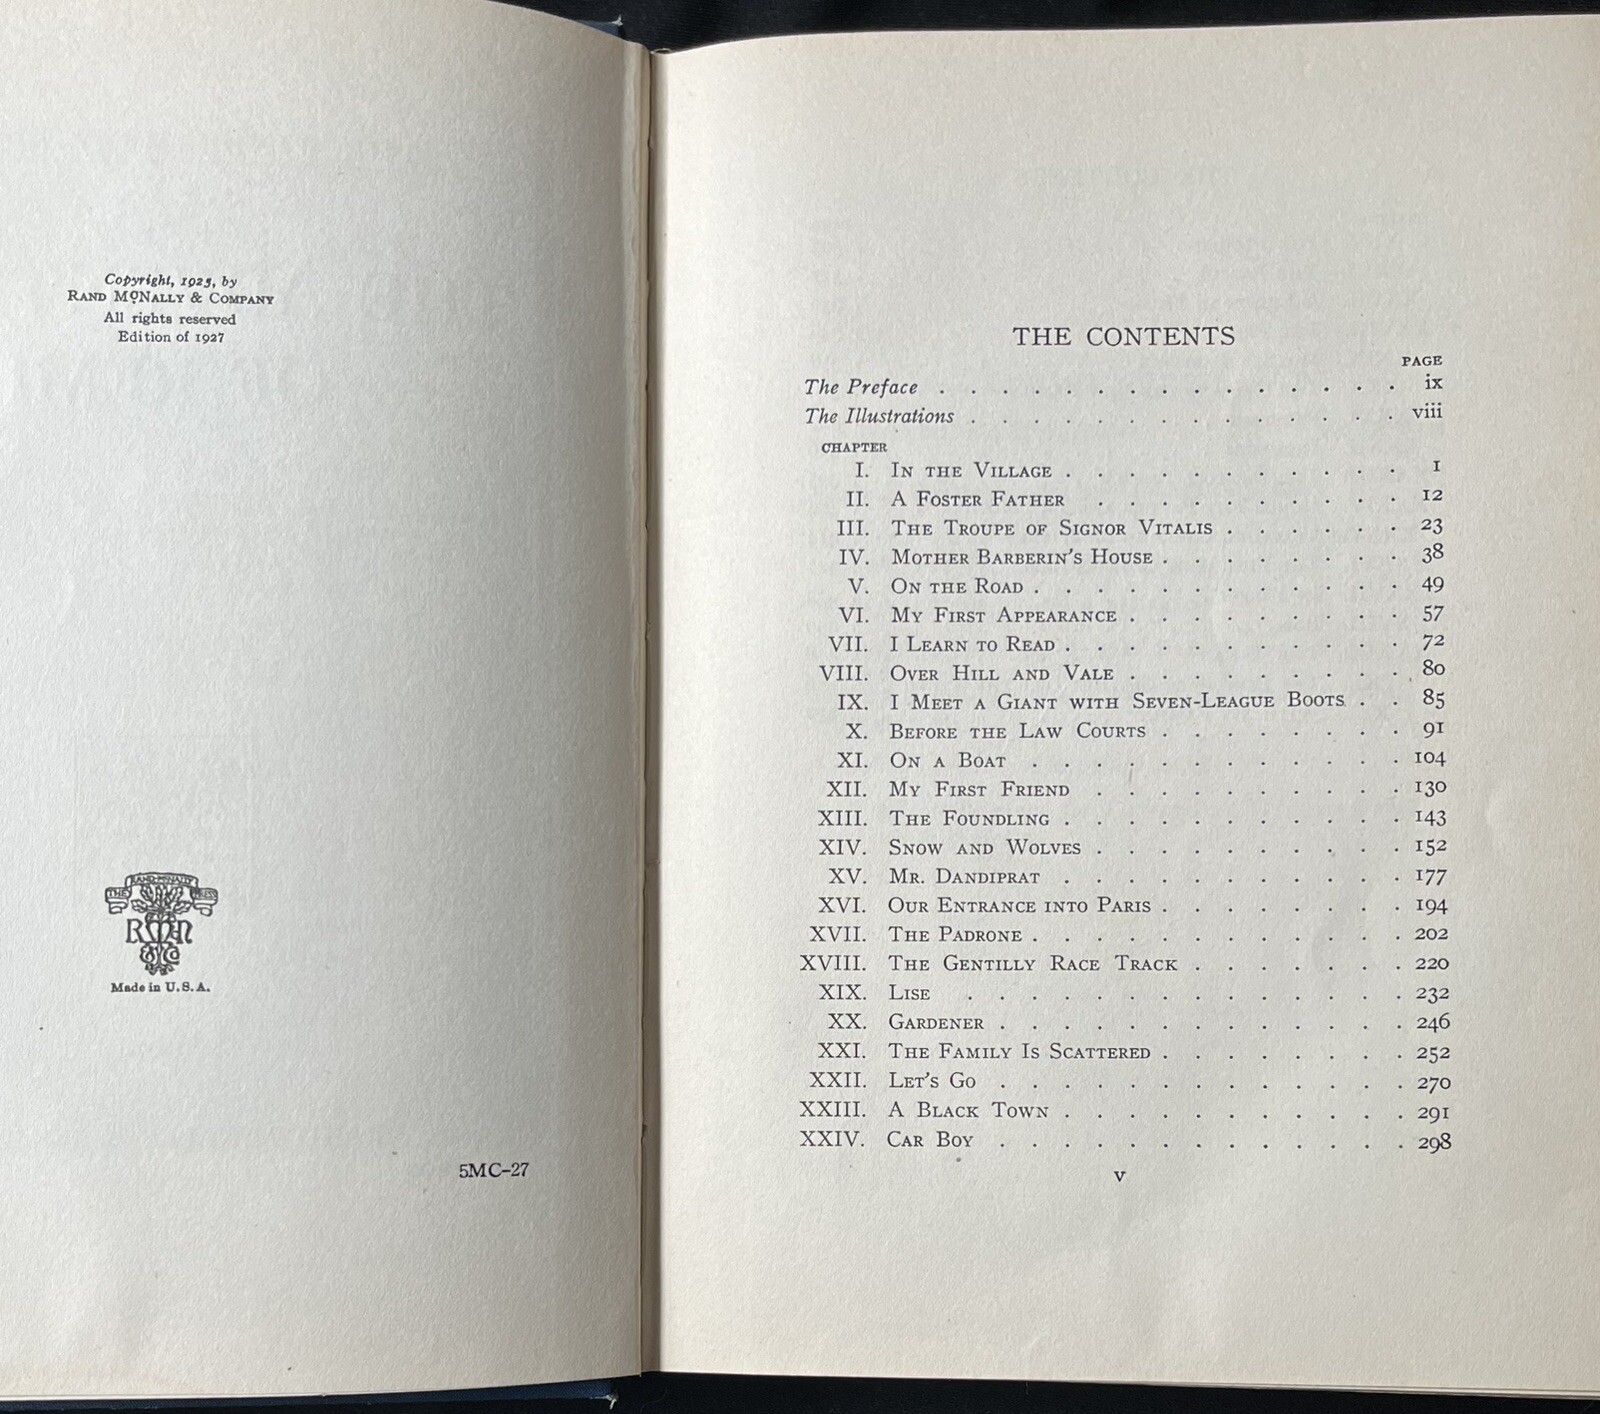 Copyright, 1925, by
RAND MCNALLY & COMPANY
All rights reserved
Edition of 1927
RAND McNALLY
THE PRESS
Made in U.S.A.
5MC-27
THE CONTENTS
PAGE
The Preface . . . . . . . . . . . . . . . ix
The Illustrations . . . . . . . . . . . . . . viii
CHAPTER
I. IN THE VILLAGE . . . . . . . . . . . 1
II. A FOSTER FATHER . . . . . . . . . . 12
III. THE TROUPE OF SIGNOR VITALIS . . . . . . 23
IV. MOTHER BARBERIN'S HOUSE . . . . . . . . 38
V. ON THE ROAD . . . . . . . . . . . . 49
VI. MY FIRST APPEARANCE . . . . . . . . . 57
VII. I LEARN TO READ . . . . . . . . . . . 72
VIII. OVER HILL AND VALE . . . . . . . . . 80
IX. I MEET A GIANT WITH SEVEN-LEAGUE BOOTS . . 85
X. BEFORE THE LAW COURTS . . . . . . . . 91
XI. ON A BOAT . . . . . . . . . . . . 104
XII. MY FIRST FRIEND . . . . . . . . . . 130
XIII. THE FOUNDLING . . . . . . . . . . . 143
XIV. SNOW AND WOLVES . . . . . . . . . . 152
XV. MR. DANDIPRAT . . . . . . . . . . . 177
XVI. OUR ENTRANCE INTO PARIS . . . . . . . . 194
XVII. THE PADRONE . . . . . . . . . . . . 202
XVIII. THE GENTILLY RACE TRACK . . . . . . . 220
XIX. LISE . . . . . . . . . . . . . . 232
XX. GARDENER . . . . . . . . . . . . . 246
XXI. THE FAMILY IS SCATTERED . . . . . . . . 252
XXII. LET'S GO . . . . . . . . . . . . . 270
XXIII. A BLACK TOWN . . . . . . . . . . . 291
XXIV. CAR BOY . . . . . . . . . . . . . 298
v